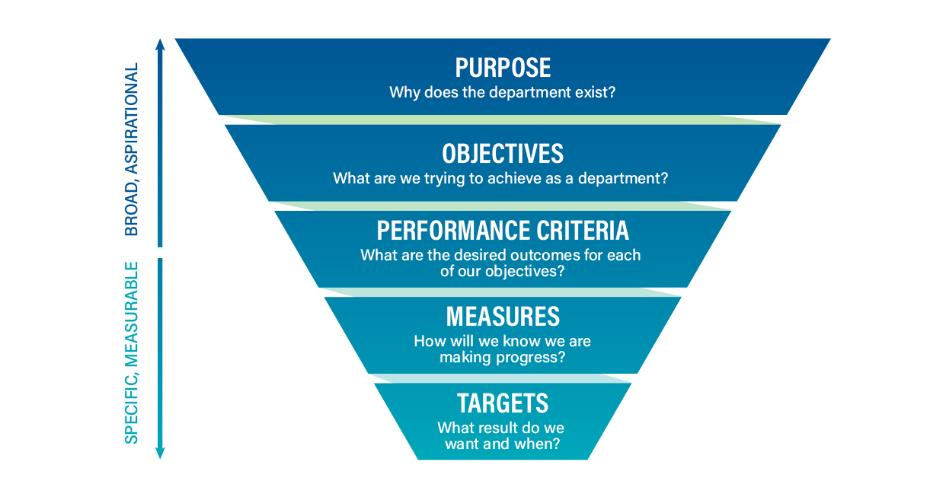 BROAD, ASPIRATIONAL
SPECIFIC, MEASURABLE
PURPOSE
Why does the department exist?
OBJECTIVES
What are we trying to achieve as a department?
PERFORMANCE CRITERIA
What are the desired outcomes for each
of our objectives?
MEASURES
How will we know we are
making progress?
TARGETS
What result do we
want and when?